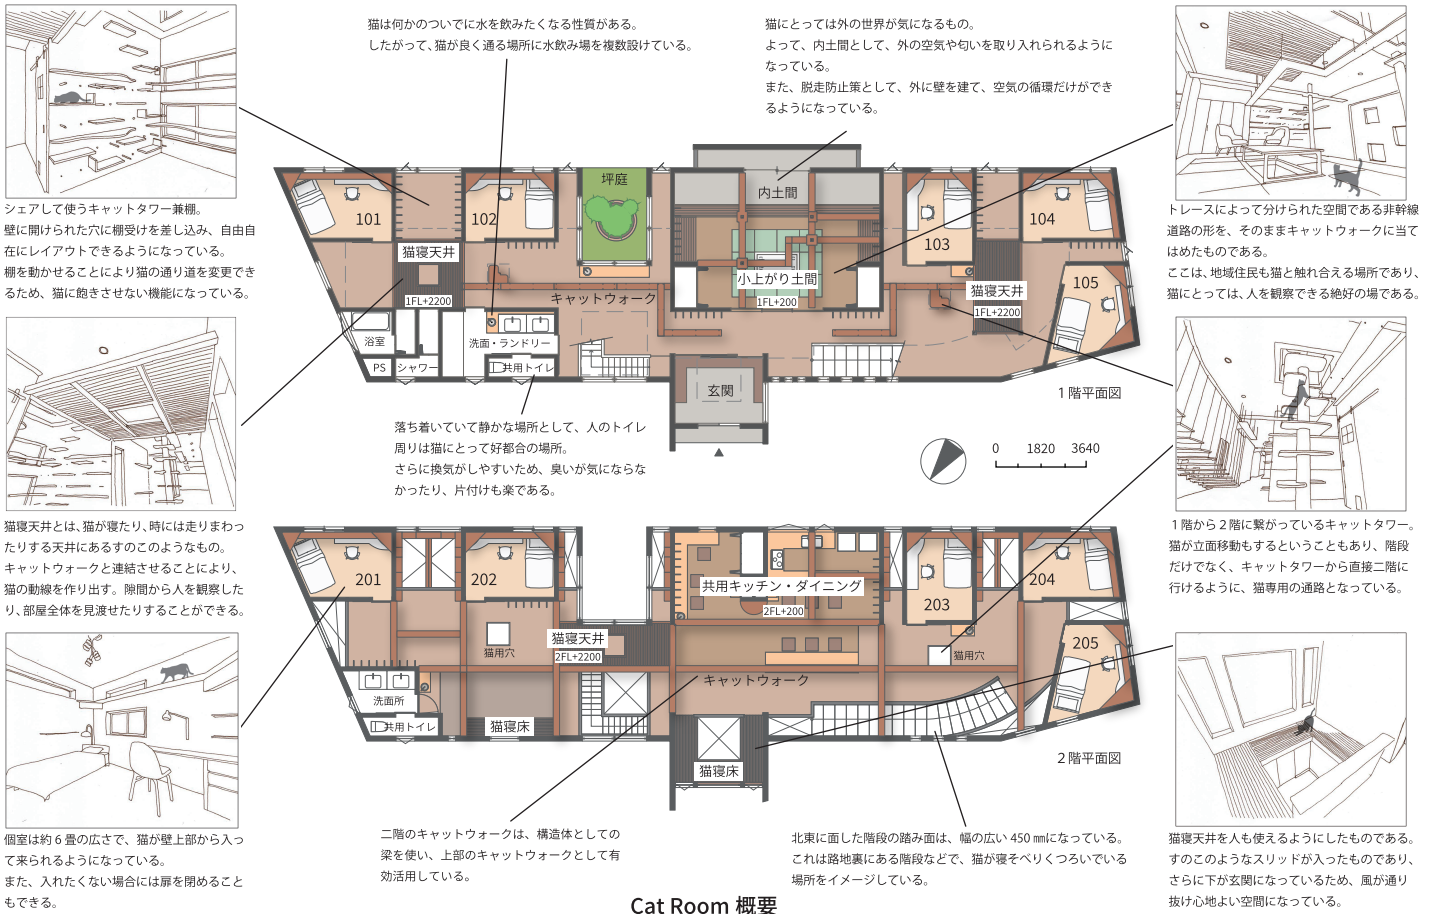 猫は何かのついでに水を飲みたくなる性質がある。
したがって、猫が良く通る場所に水飲み場を複数設けている。
猫にとっては外の世界が気になるもの。
よって、内土間として、外の空気や匂いを取り入れられるように
なっている。
また、脱走防止策として、外に壁を建て、空気の循環だけができ
るようになっている。
シェアして使うキャットタワー兼棚。
壁に開けられた穴に棚受けを差し込み、自由自
在にレイアウトできるようになっている。
棚を動かせることにより猫の通り道を変更でき
るため、猫に飽きさせない機能になっている。
トレースによって分けられた空間である非幹線
道路の形を、そのままキャットウォークに当て
はめたものである。
ここは、地域住民も猫と触れ合える場所であり、
猫にとっては、人を観察できる絶好の場である。
101
102
坪庭
内土間
103
104
105
猫寝天井
1FL+2200
キャットウォーク
小上がり土間
1FL+200
猫寝天井
1FL+2200
浴室
PS
シャワー
洗面・ランドリー
共用トイレ
玄関
1階平面図
0 1820 3640
落ち着いていて静かな場所として、人のトイレ
周りは猫にとって好都合の場所。
さらに換気がしやすいため、臭いが気にならな
かったり、片付けも楽である。
猫寝天井とは、猫が寝たり、時には走りまわっ
たりする天井にあるすのこのようなもの。
キャットウォークと連結させることにより、
猫の動線を作り出す。隙間から人を観察した
り、部屋全体を見渡せたりすることができる。
1階から2階に繋がっているキャットタワー。
猫が立面移動もするということもあり、階段
だけでなく、キャットタワーから直接二階に
行けるように、猫専用の通路となっている。
201
202
共用キッチン・ダイニング
2FL+200
203
204
205
猫用穴
猫寝天井
2FL+2200
猫用穴
キャットウォーク
洗面所
共用トイレ
猫寝床
猫寝床
2階平面図
個室は約6畳の広さで、猫が壁上部から入っ
て来られるようになっている。
また、入れたくない場合には扉を閉めること
もできる。
二階のキャットウォークは、構造体としての
梁を使い、上部のキャットウォークとして有
効活用している。
北東に面した階段の踏み面は、幅の広い 450 ㎜になっている。
これは路地裏にある階段などで、猫が寝そべりくつろいでいる
場所をイメージしている。
猫寝天井を人も使えるようにしたものである。
すのこのようなスリッドが入ったものであり、
さらに下が玄関になっているため、風が通り
抜け心地よい空間になっている。
Cat Room 概要